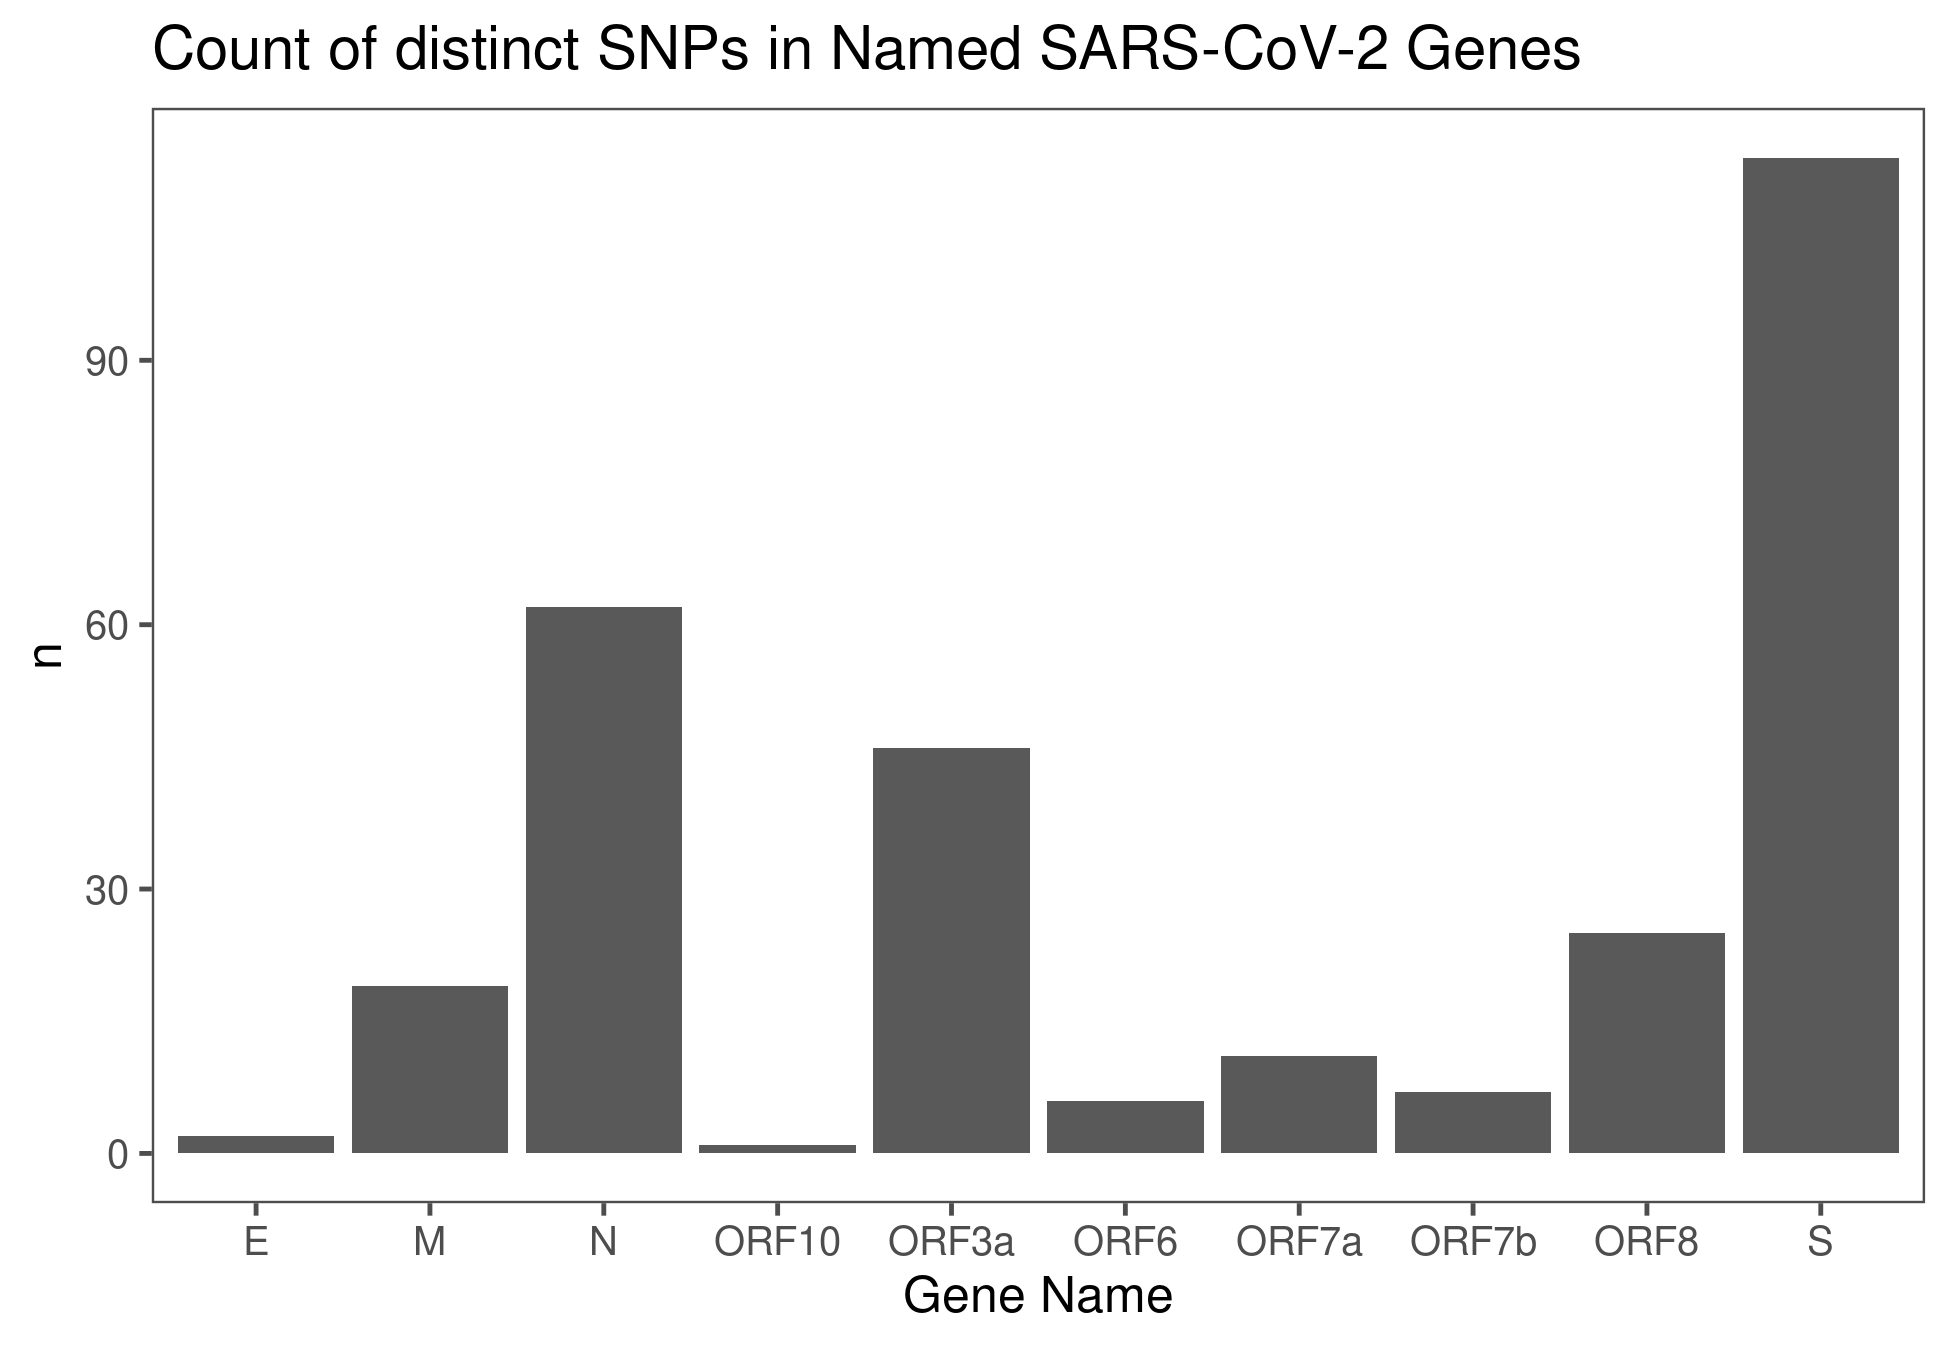 Count of distinct SNPs in Named SARS-CoV-2 Genes
90
60
30
0
n
E M N ORF10 ORF3a ORF6 ORF7a ORF7b ORF8 S
Gene Name